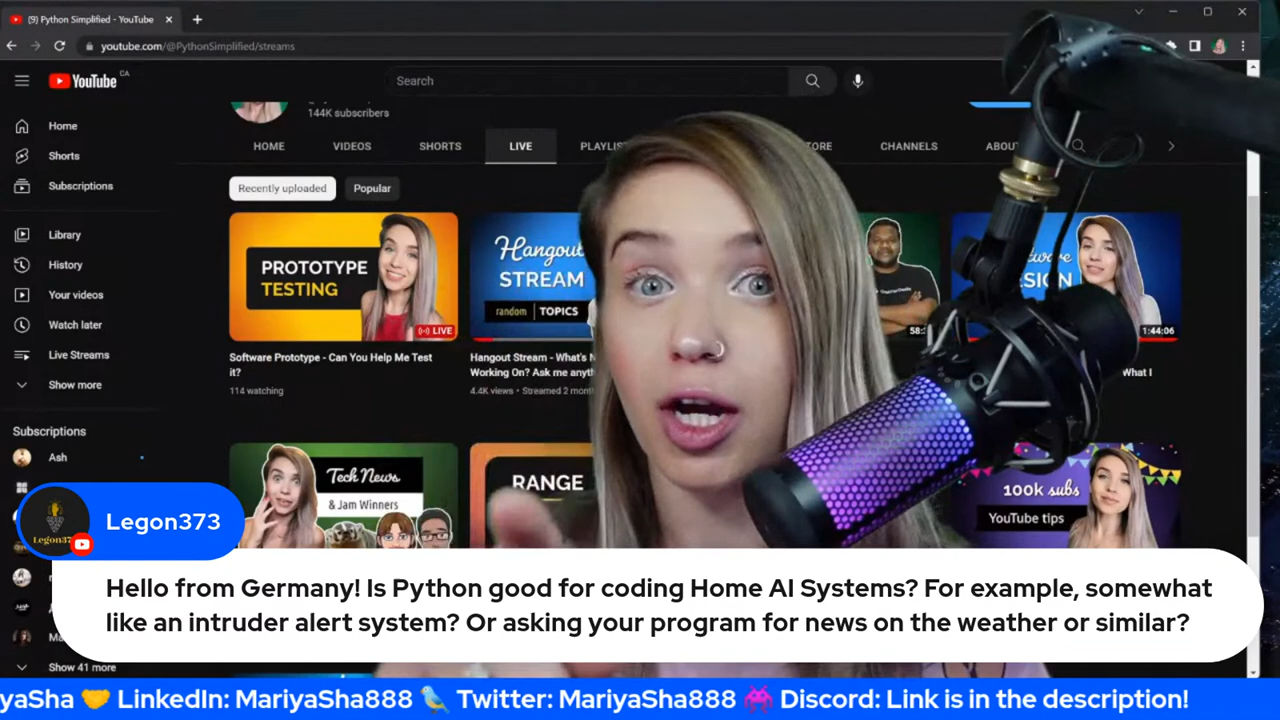 (9) Python Simplified - YouTube
youtube.com/@PythonSimplified/streams
YouTube CA
Search
144K subscribers
HOME
VIDEOS
SHORTS
LIVE
CHANNELS
Recently uploaded
Popular
Home
Shorts
Subscriptions
Library
History
Your videos
Watch later
Live Streams
Show more
Subscriptions
Ash
Show 41 more
PROTOTYPE
TESTING
LIVE
Software Prototype - Can You Help Me Test
it?
114 watching
Hangout
STREAM
random TOPICS
Hangout Stream - What's
Working On? Ask me
4.4K views • Streamed 2
1:44:06
What I
Tech News
& Jam Winners
RANGE
100k subs
YouTube tips
Legon373
Hello from Germany! Is Python good for coding Home AI Systems? For example, somewhat
like an intruder alert system? Or asking your program for news on the weather or similar?
yaSha 🤝 LinkedIn: MariyaSha888 🐦 Twitter: MariyaSha888 👾 Discord: Link is in the description!